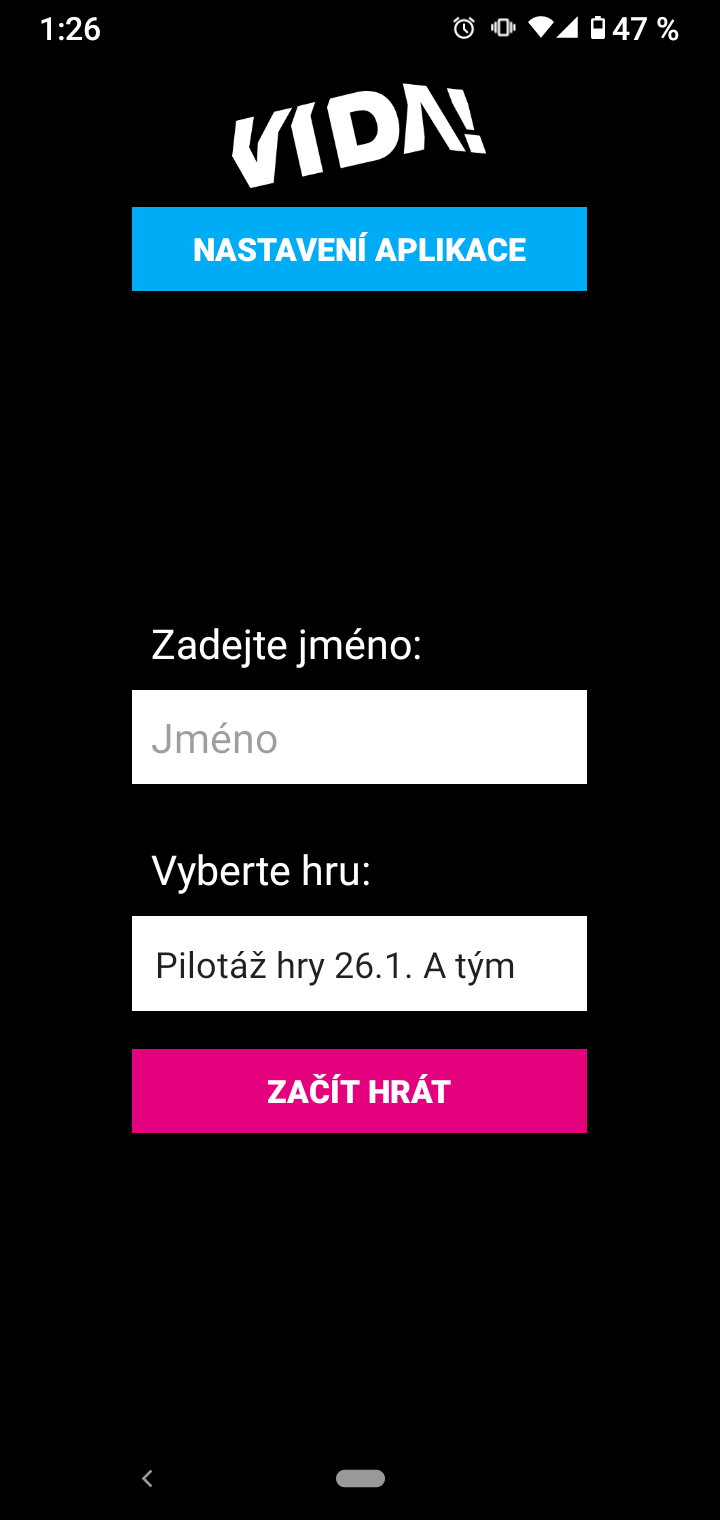 1:26 47 %
VIDA!
NASTAVENÍ APLIKACE
Zadejte jméno:
Jméno
Vyberte hru:
Pilotáž hry 26.1. A tým
ZAČÍT HRÁT